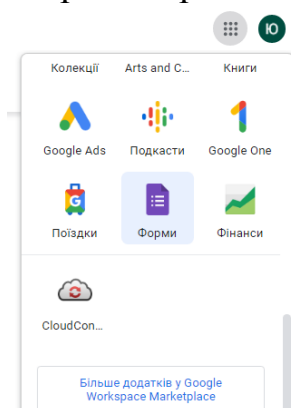 Ю
Колекції Arts and C... Книги
Google Ads Подкасти Google One
Поїздки Форми Фінанси
CloudCon...
Більше додатків у Google
Workspace Marketplace